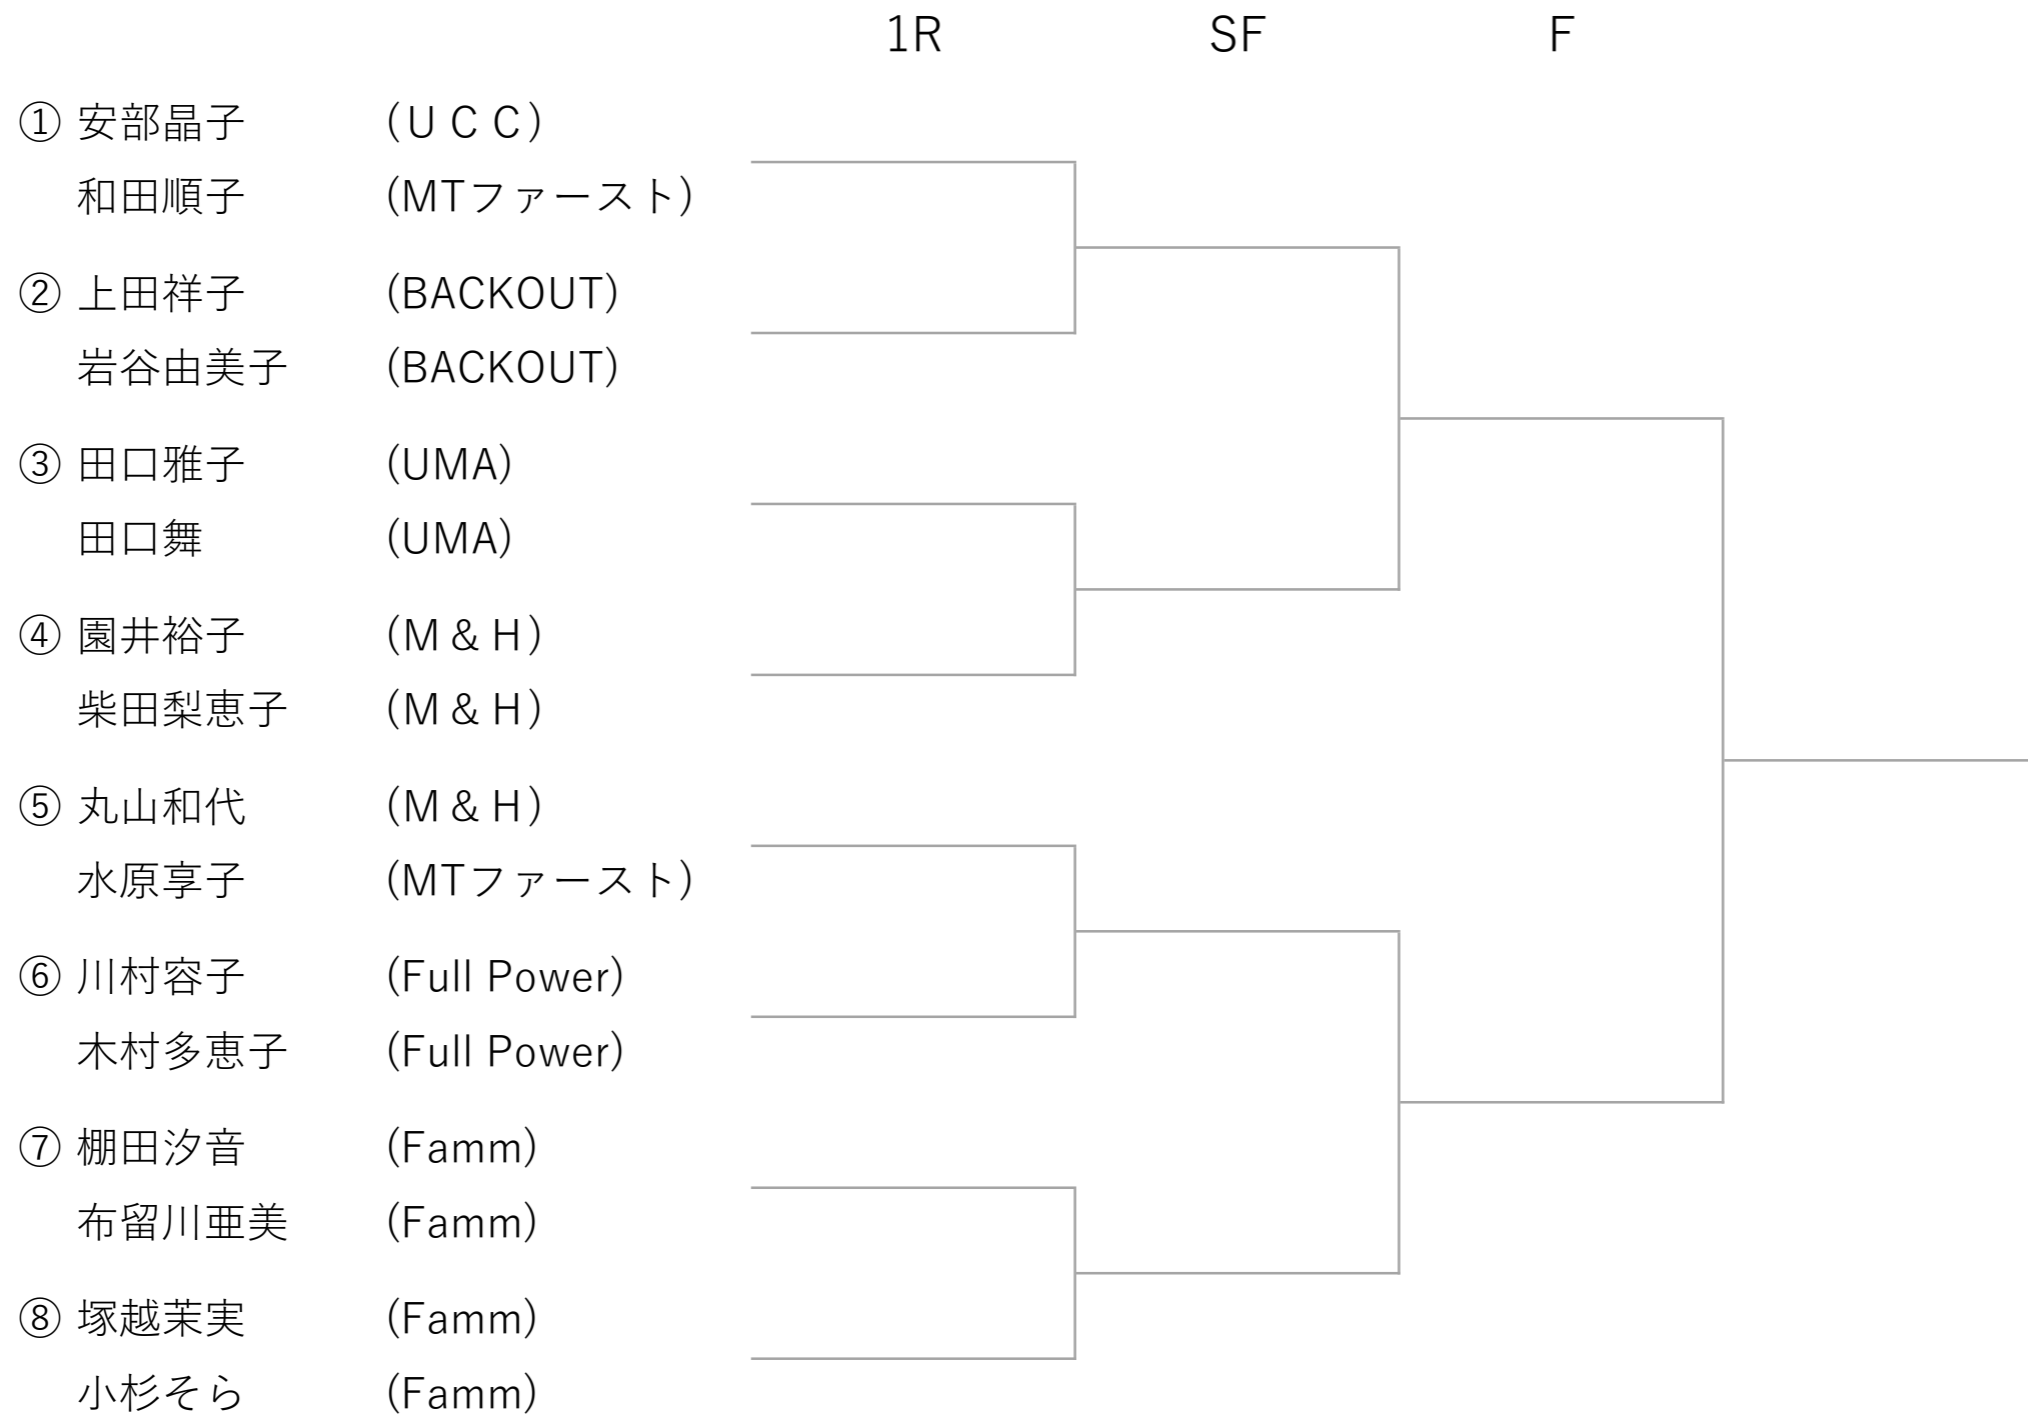 1R SF F
① 安部晶子 (ＵＣＣ)
和田順子 (MTファースト)
② 上田祥子 (BACKOUT)
岩谷由美子 (BACKOUT)
③ 田口雅子 (UMA)
田口舞 (UMA)
④ 園井裕子 (M＆H)
柴田梨恵子 (M＆H)
⑤ 丸山和代 (M＆H)
水原享子 (MTファースト)
⑥ 川村容子 (Full Power)
木村多恵子 (Full Power)
⑦ 棚田汐音 (Famm)
布留川亜美 (Famm)
⑧ 塚越茉実 (Famm)
小杉そら (Famm)